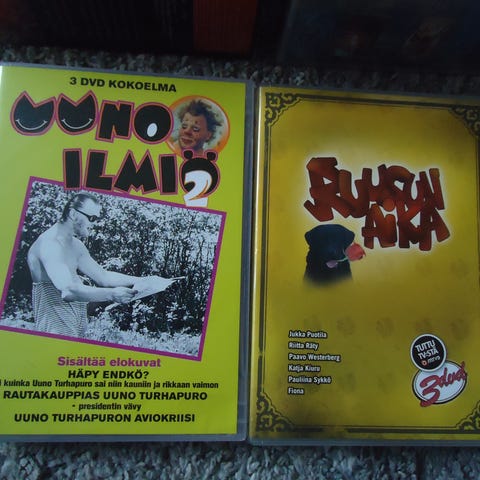 3 DVD KOKOELMA
UUNO
ILMIÖ
2
Sisältää elokuvat
HÄPY ENDKÖ?
kuinka Uuno Turhapuro sai niin kauniin ja rikkaan vaimon
RAUTAKAUPPIAS UUNO TURHAPURO
- presidentin vävy
UUNO TURHAPURON AVIOKRIISI
RUUSUN
AIKA
Jukka Puotila
Riitta Räty
Paavo Westerberg
Katja Kiuru
Pauliina Sykkö
Fiona
TUTTU
TV:STÄ
3dvd